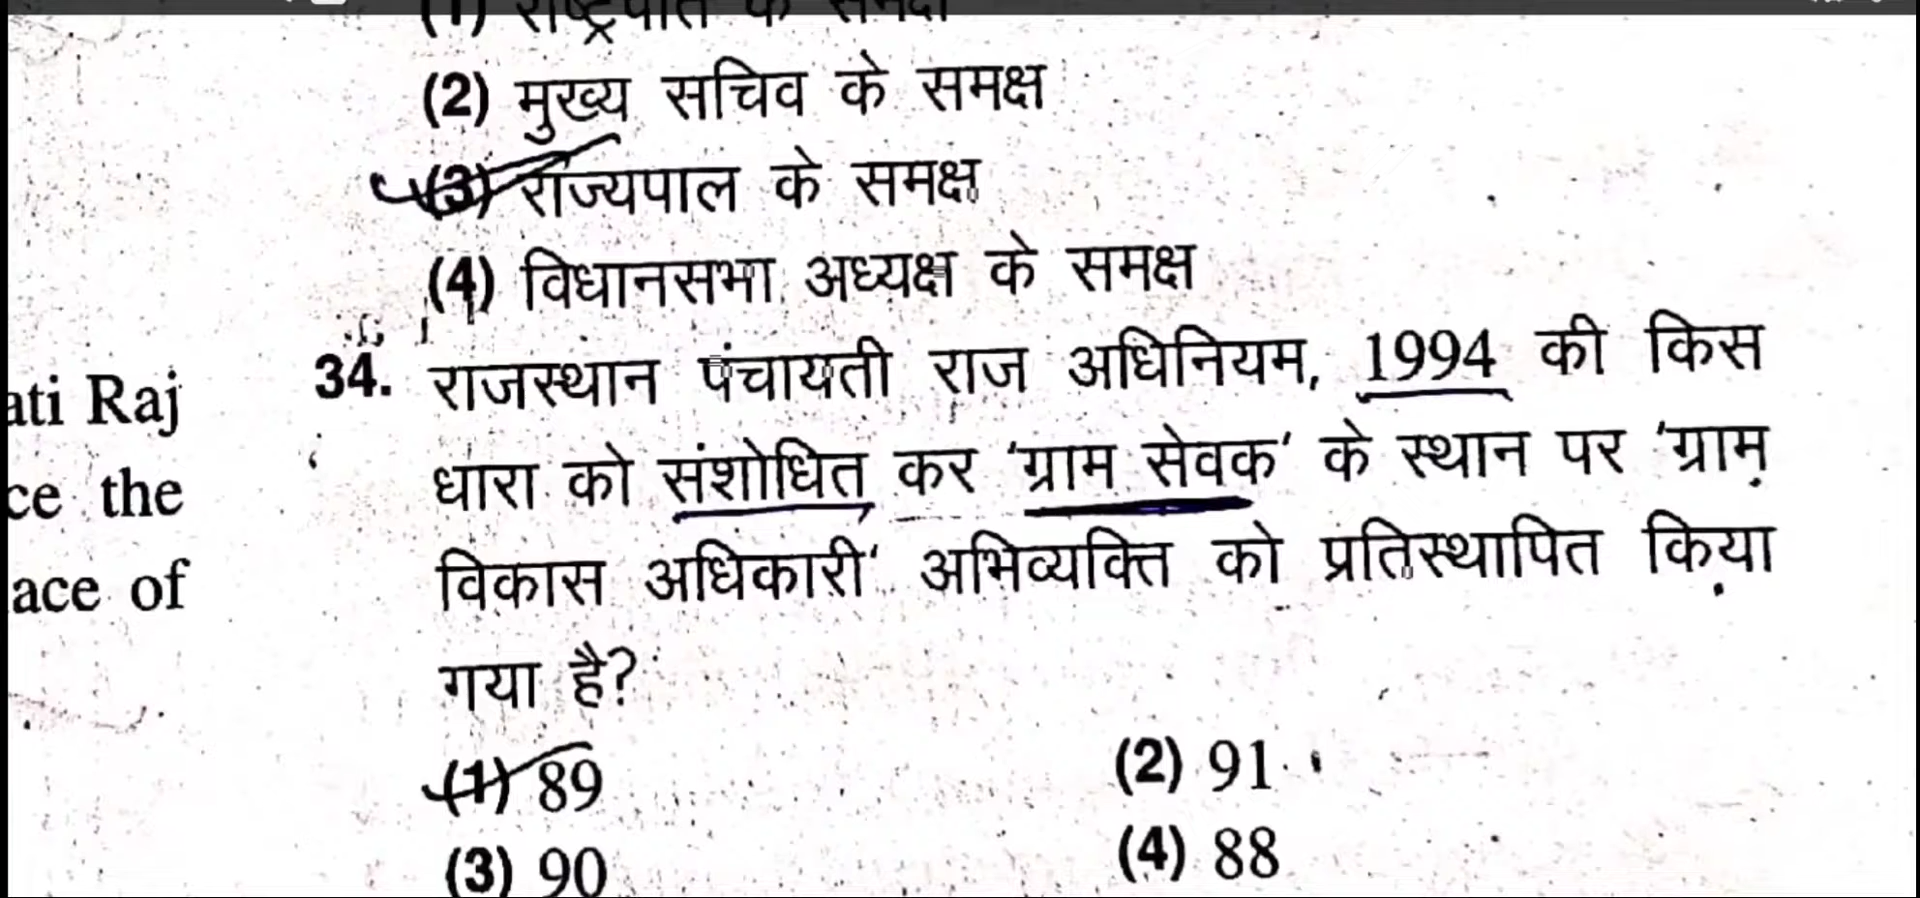 (2) मुख्य सचिव के समक्ष
(3) राज्यपाल के समक्ष
(4) विधानसभा अध्यक्ष के समक्ष
34. राजस्थान पंचायती राज अधिनियम, 1994 की किस
ati Raj
धारा को संशोधित कर ‘ग्राम सेवक’ के स्थान पर ‘ग्राम
ce the
विकास अधिकारी’ अभिव्यक्ति को प्रतिस्थापित किया
ace of
गया है?
(1) 89
(2) 91
(3) 90
(4) 88